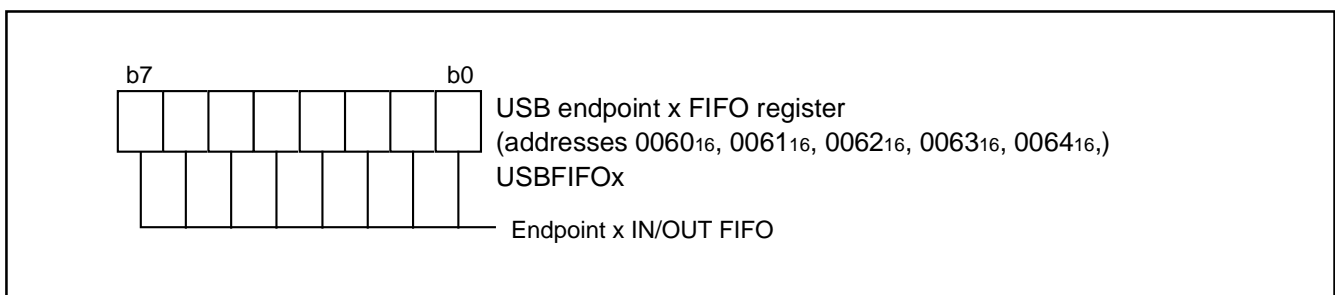 b7 b0
USB endpoint x FIFO register
(addresses 0060₁₆, 0061₁₆, 0062₁₆, 0063₁₆, 0064₁₆,)
USBFIFOx
Endpoint x IN/OUT FIFO